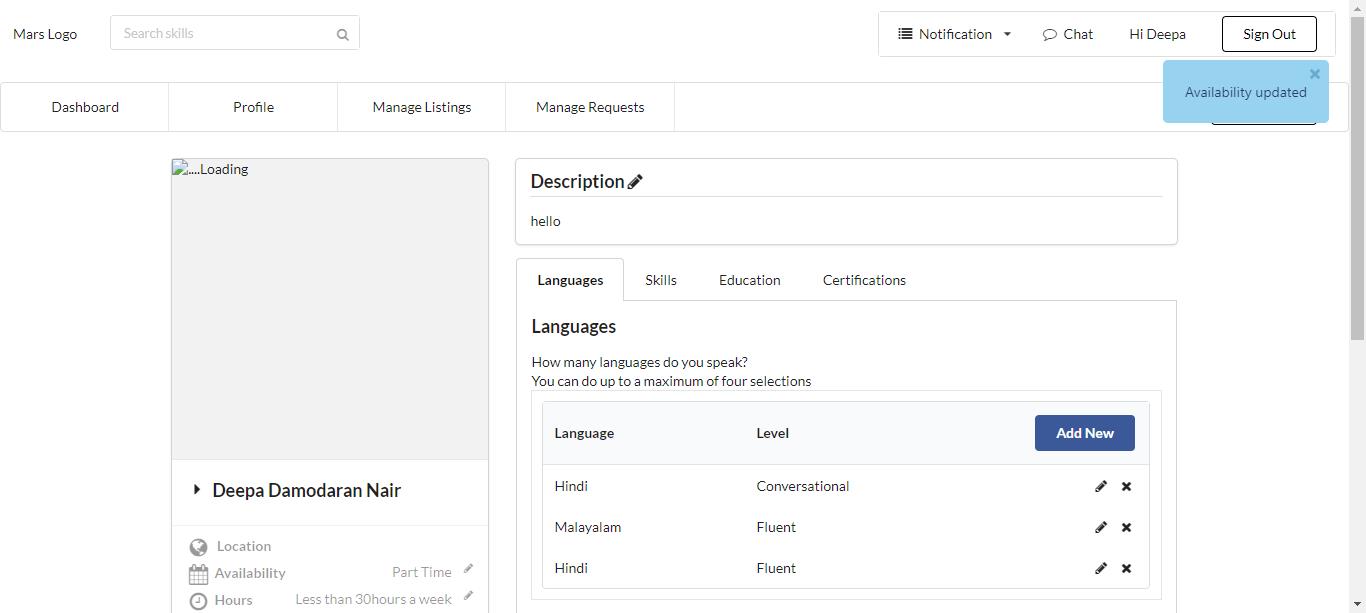 Mars Logo
Search skills
Notification
Chat
Hi Deepa
Sign Out
Availability updated
Dashboard
Profile
Manage Listings
Manage Requests
....Loading
Description
hello
Languages
Skills
Education
Certifications
Languages
How many languages do you speak?
You can do up to a maximum of four selections
Language Level Add New
Hindi Conversational
Malayalam Fluent
Hindi Fluent
Deepa Damodaran Nair
Location
Availability Part Time
Hours Less than 30hours a week